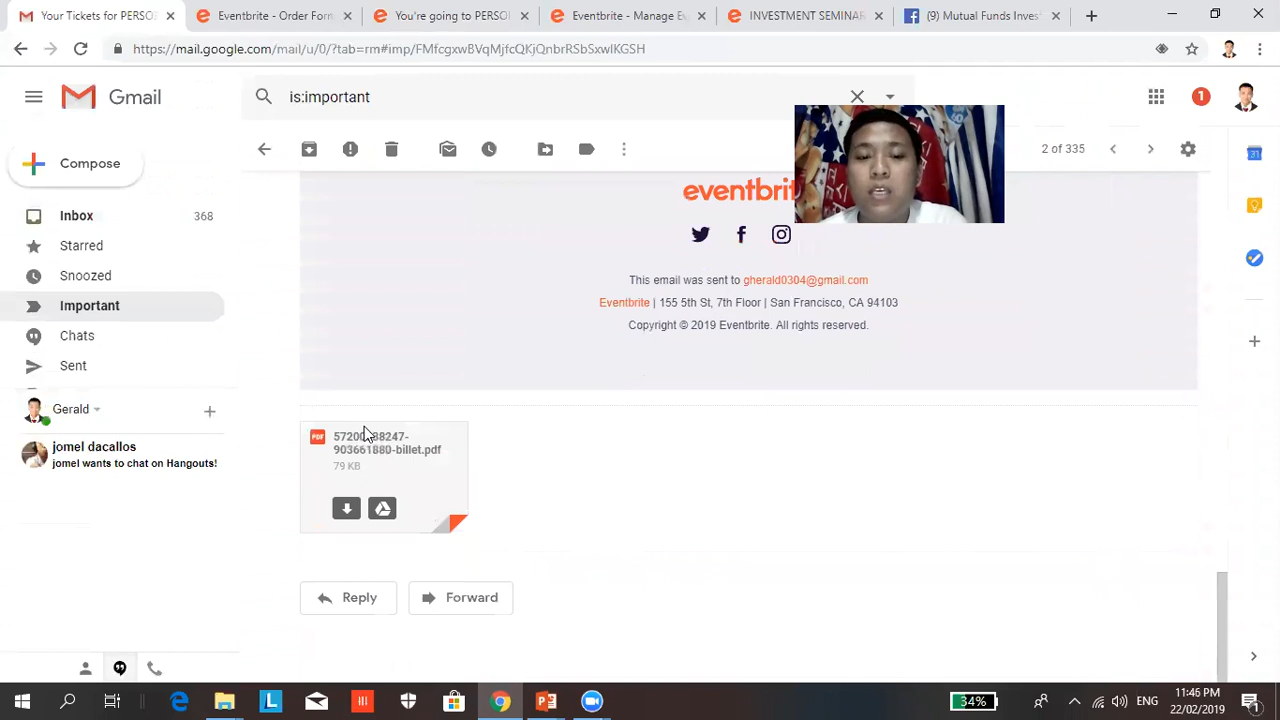 Your Tickets for PERSO
Eventbrite - Order Form
You're going to PERSO
Eventbrite - Manage E
INVESTMENT SEMINAR
(9) Mutual Funds Inves
https://mail.google.com/mail/u/0/?tab=rm#imp/FMfcgxwBVqMjfcQKjQnbrRSbSxwlKGSH
Gmail
is:important
1
Compose
2 of 335
Inbox 368
Starred
Snoozed
Important
Chats
Sent
Gerald
jomel dacallos
jomel wants to chat on Hangouts!
31
eventbrit
This email was sent to gherald0304@gmail.com
Eventbrite | 155 5th St, 7th Floor | San Francisco, CA 94103
Copyright © 2019 Eventbrite. All rights reserved.
PDF
903661880-billet.pdf
79 KB
Reply
Forward
34%
ENG
11:46 PM
22/02/2019
1